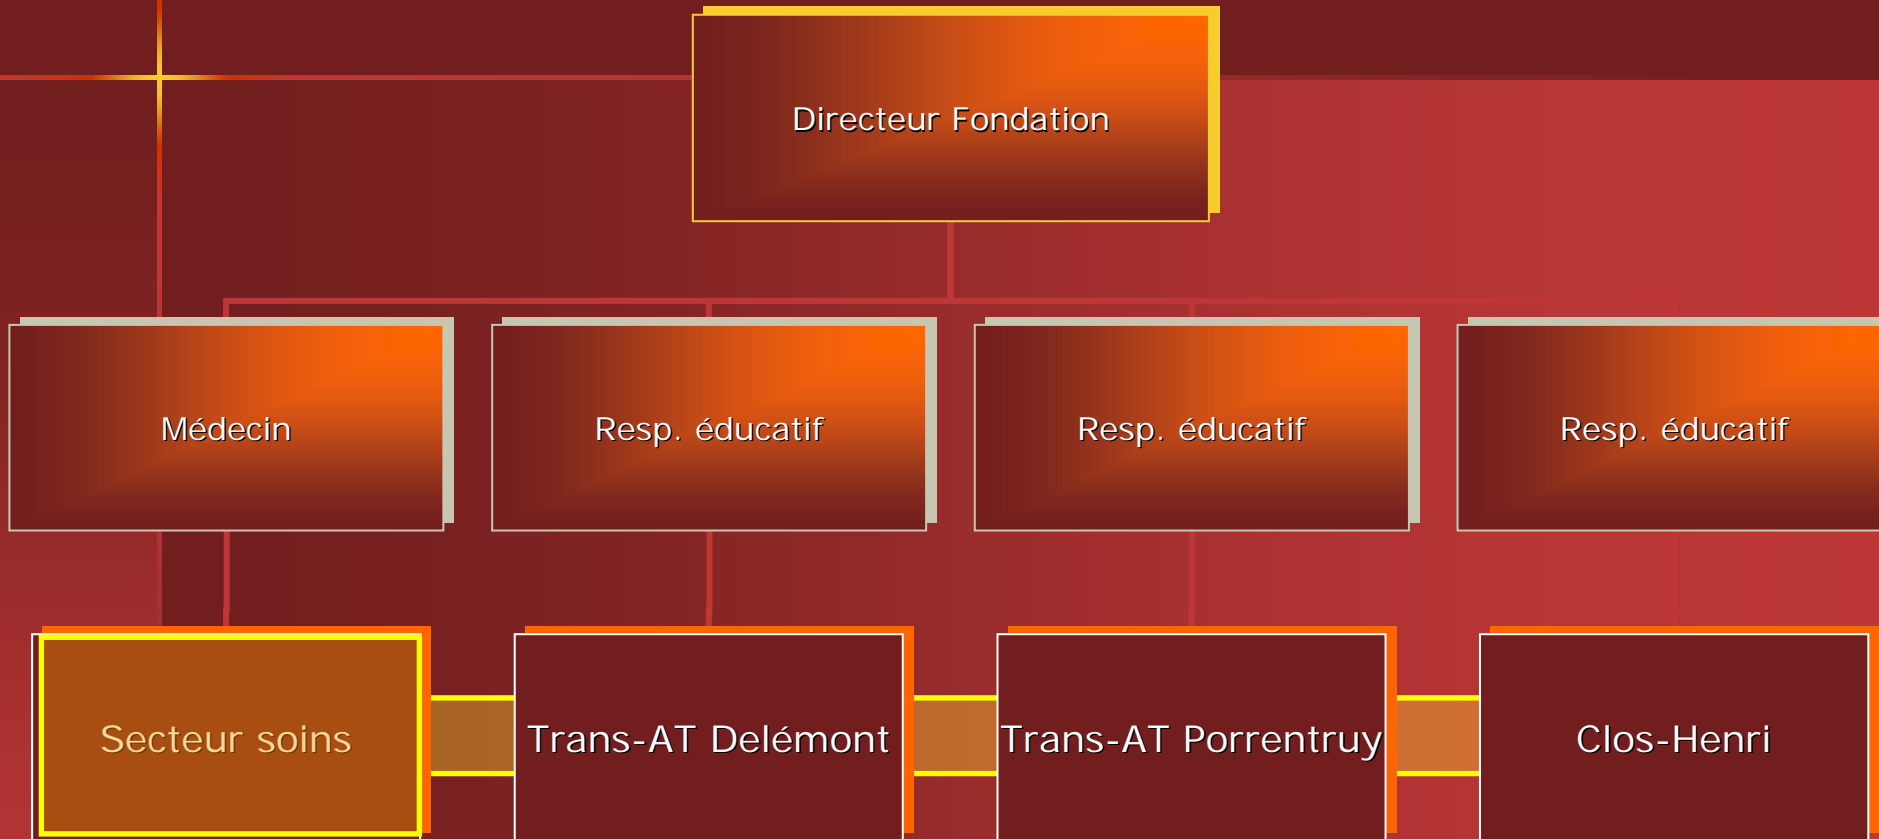 Directeur Fondation
Médecin
Resp. éducatif
Resp. éducatif
Resp. éducatif
Secteur soins
Trans-AT Delémont
Trans-AT Porrentruy
Clos-Henri